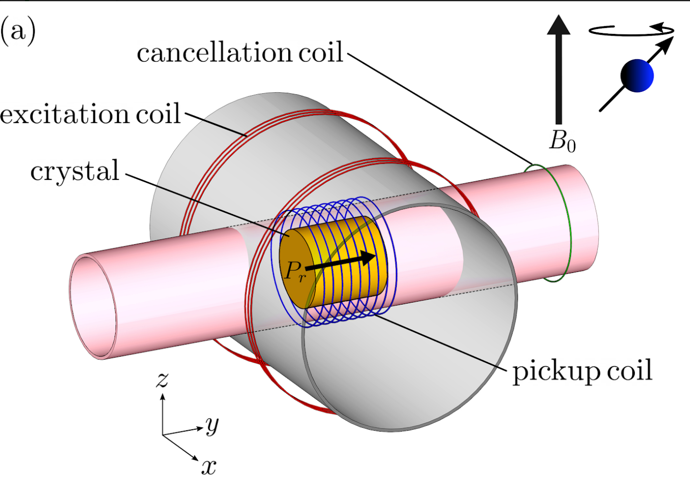 (a)
cancellation coil
excitation coil
B₀
crystal
Pᵣ
pickup coil
z
y
x